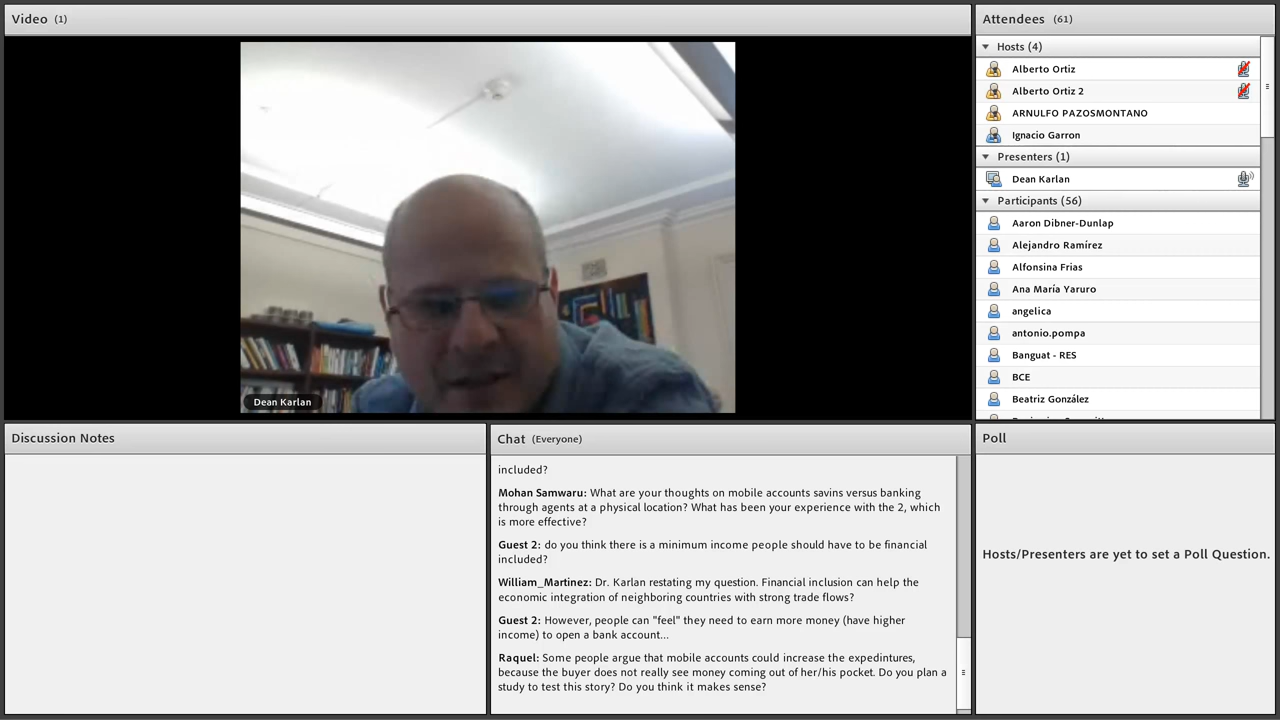 Video (1)
Dean Karlan
Attendees (61)
Hosts (4)
Alberto Ortiz
Alberto Ortiz 2
ARNULFO PAZOSMONTANO
Ignacio Garron
Presenters (1)
Dean Karlan
Participants (56)
Aaron Dibner-Dunlap
Alejandro Ramírez
Alfonsina Frias
Ana María Yaruro
angelica
antonio.pompa
Banguat - RES
BCE
Beatriz González
Discussion Notes
Chat (Everyone)
included?
Mohan Samwaru: What are your thoughts on mobile accounts savins versus banking
through agents at a physical location? What has been your experience with the 2, which
is more effective?
Guest 2: do you think there is a minimum income people should have to be financial
included?
William_Martinez: Dr. Karlan restating my question. Financial inclusion can help the
economic integration of neighboring countries with strong trade flows?
Guest 2: However, people can "feel" they need to earn more money (have higher
income) to open a bank account...
Raquel: Some people argue that mobile accounts could increase the expedintures,
because the buyer does not really see money coming out of her/his pocket. Do you plan a
study to test this story? Do you think it makes sense?
Poll
Hosts/Presenters are yet to set a Poll Question.